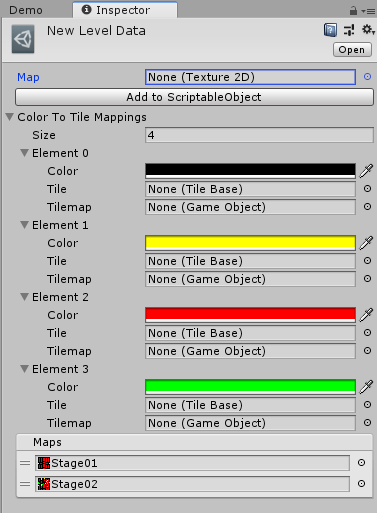 Demo Inspector
New Level Data
Open
Map None (Texture 2D)
Add to ScriptableObject
Color To Tile Mappings
Size 4
Element 0
Color
Tile None (Tile Base)
Tilemap None (Game Object)
Element 1
Color
Tile None (Tile Base)
Tilemap None (Game Object)
Element 2
Color
Tile None (Tile Base)
Tilemap None (Game Object)
Element 3
Color
Tile None (Tile Base)
Tilemap None (Game Object)
Maps
Stage01
Stage02